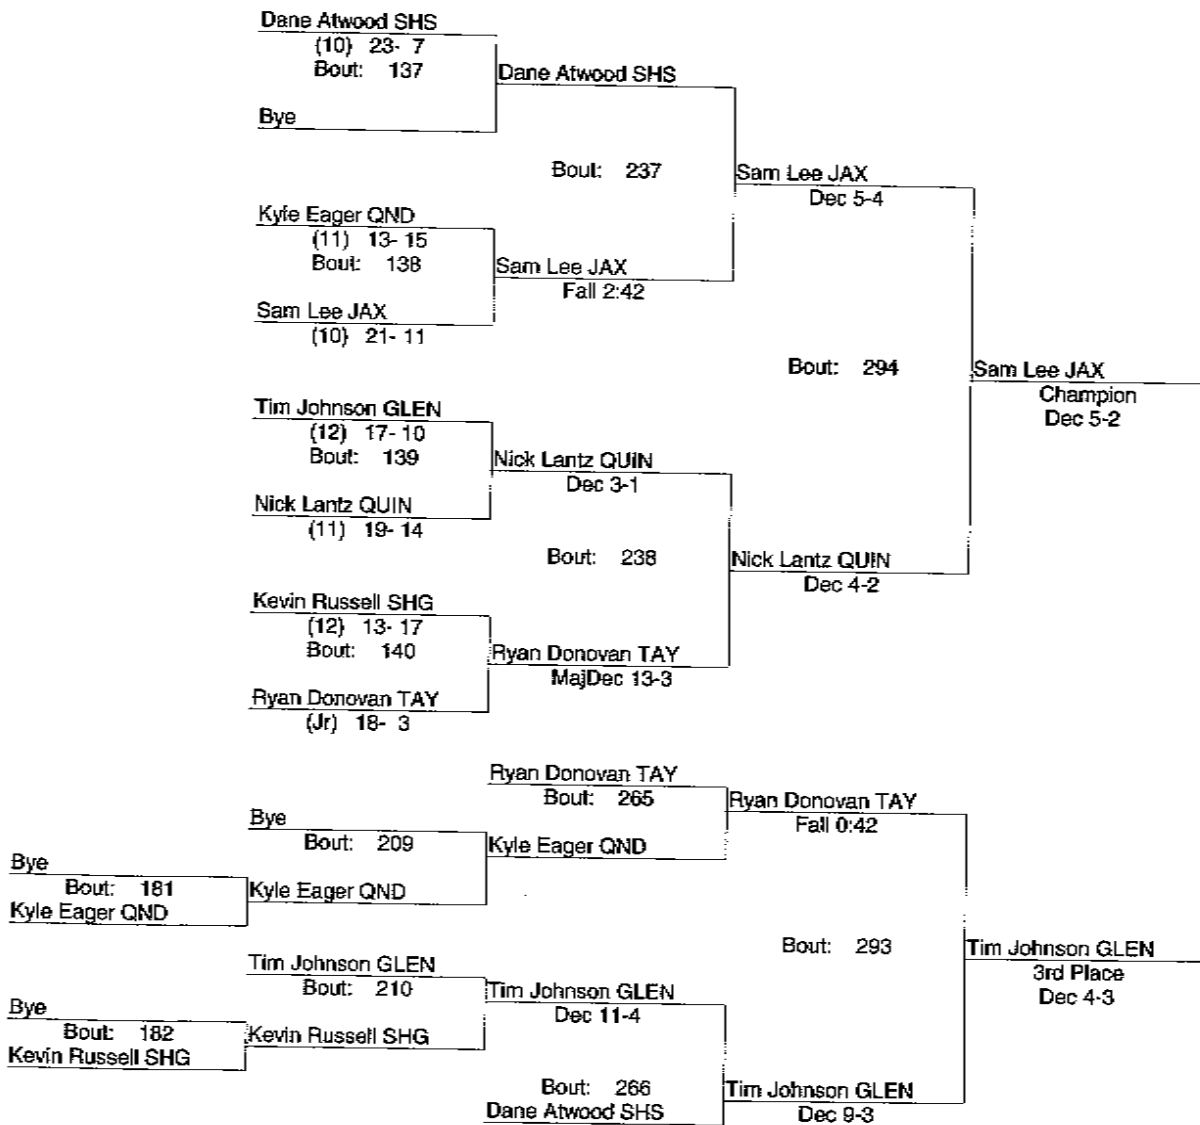 Dane Atwood SHS
(10) 23- 7
Bout: 137
Dane Atwood SHS
Bye
Bout: 237
Sam Lee JAX
Dec 5-4
Kyfe Eager QND
(11) 13- 15
Bout: 138
Sam Lee JAX
Fall 2:42
Sam Lee JAX
(10) 21- 11
Bout: 294
Sam Lee JAX
Champion
Dec 5-2
Tim Johnson GLEN
(12) 17- 10
Bout: 139
Nick Lantz QUIN
Dec 3-1
Nick Lantz QUIN
(11) 19- 14
Bout: 238
Nick Lantz QUIN
Dec 4-2
Kevin Russell SHG
(12) 13- 17
Bout: 140
Ryan Donovan TAY
MajDec 13-3
Ryan Donovan TAY
(Jr) 18- 3
Ryan Donovan TAY
Bout: 265
Ryan Donovan TAY
Fall 0:42
Bye
Bout: 209
Kyle Eager QND
Bye
Bout: 181
Kyle Eager QND
Kyle Eager QND
Bout: 293
Tim Johnson GLEN
3rd Place
Dec 4-3
Tim Johnson GLEN
Bout: 210
Tim Johnson GLEN
Dec 11-4
Bye
Bout: 182
Kevin Russell SHG
Kevin Russell SHG
Bout: 266
Dane Atwood SHS
Tim Johnson GLEN
Dec 9-3